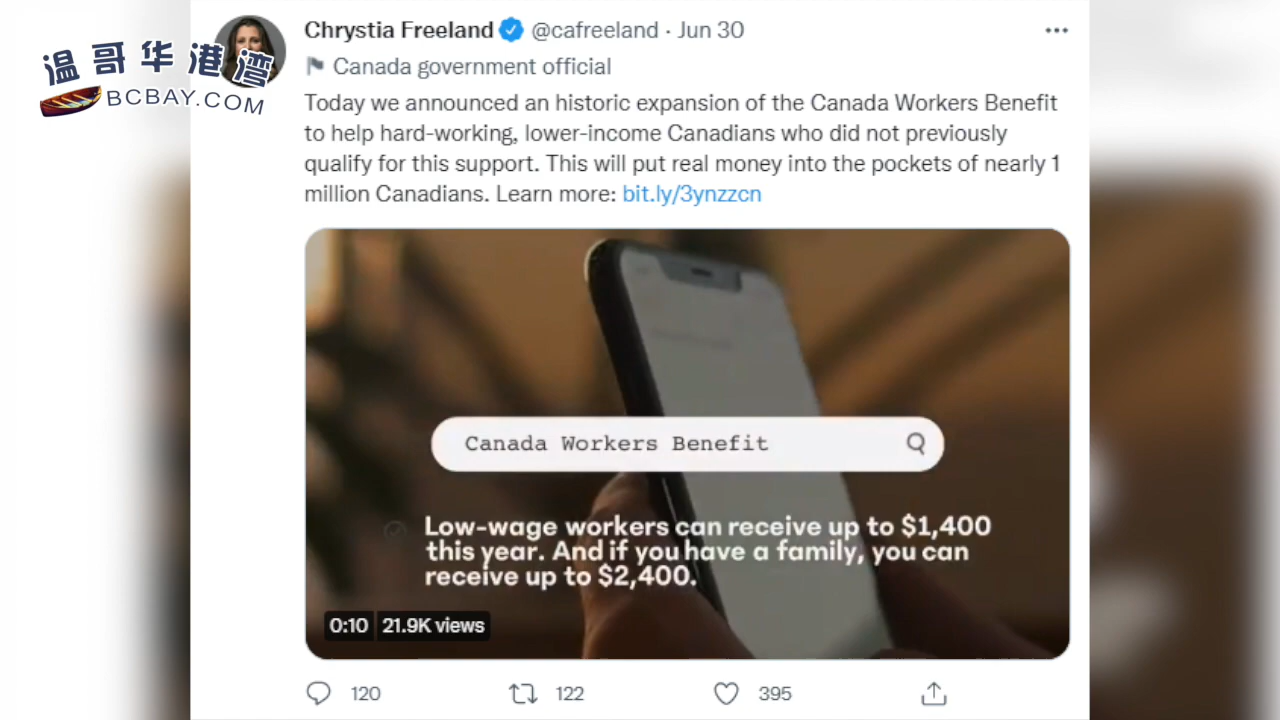 温哥华港湾
BCBAY.COM
Chrystia Freeland @cafreeland · Jun 30
Canada government official
Today we announced an historic expansion of the Canada Workers Benefit
to help hard-working, lower-income Canadians who did not previously
qualify for this support. This will put real money into the pockets of nearly 1
million Canadians. Learn more: bit.ly/3ynzzcn
Canada Workers Benefit
Low-wage workers can receive up to $1,400
this year. And if you have a family, you can
receive up to $2,400.
0:10 21.9K views
120 122 395